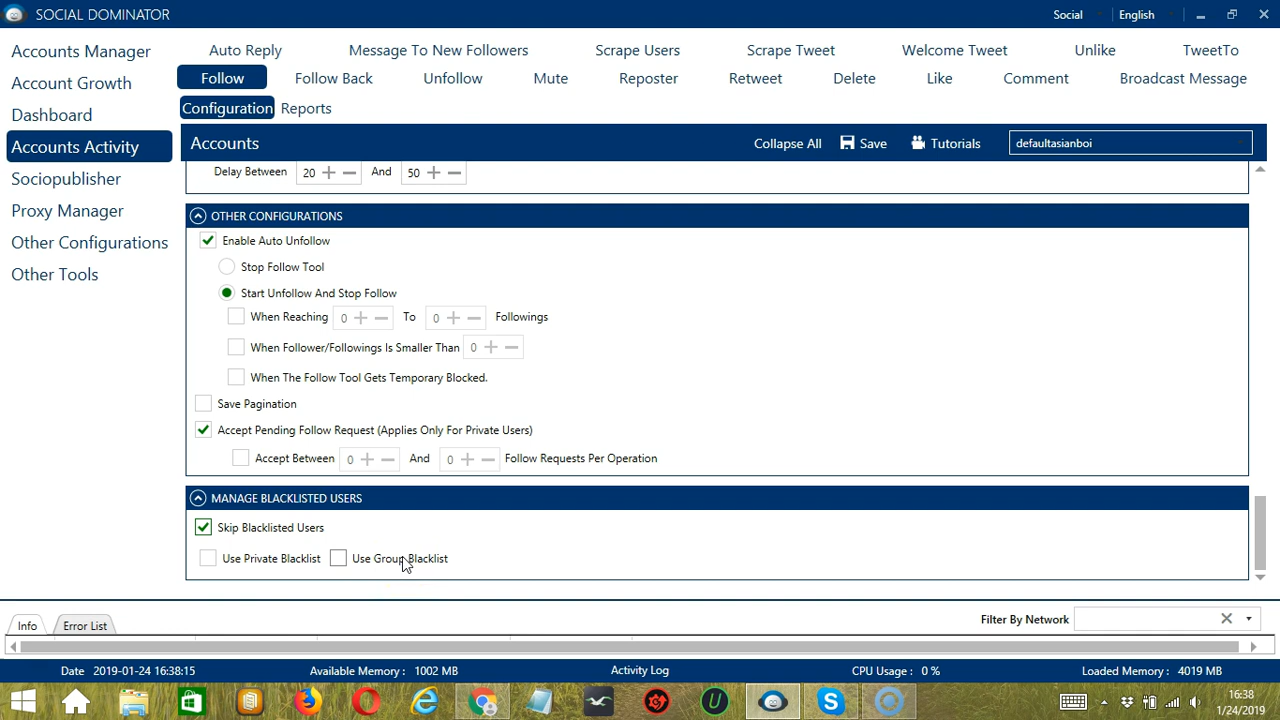 SOCIAL DOMINATOR
Social
English
Accounts Manager
Account Growth
Dashboard
Accounts Activity
Sociopublisher
Proxy Manager
Other Configurations
Other Tools
Auto Reply Message To New Followers Scrape Users Scrape Tweet Welcome Tweet Unlike TweetTo
Follow Follow Back Unfollow Mute Reposter Retweet Delete Like Comment Broadcast Message
Configuration Reports
Accounts Collapse All Save Tutorials defaultasianboi
Delay Between 20 And 50
OTHER CONFIGURATIONS
Enable Auto Unfollow
Stop Follow Tool
Start Unfollow And Stop Follow
When Reaching 0 To 0 Followings
When Follower/Followings Is Smaller Than 0
When The Follow Tool Gets Temporary Blocked.
Save Pagination
Accept Pending Follow Request (Applies Only For Private Users)
Accept Between 0 And 0 Follow Requests Per Operation
MANAGE BLACKLISTED USERS
Skip Blacklisted Users
Use Private Blacklist Use Group Blacklist
Info Error List Filter By Network
Date 2019-01-24 16:38:15 Available Memory : 1002 MB Activity Log CPU Usage : 0 % Loaded Memory : 4019 MB
16:38
1/24/2019